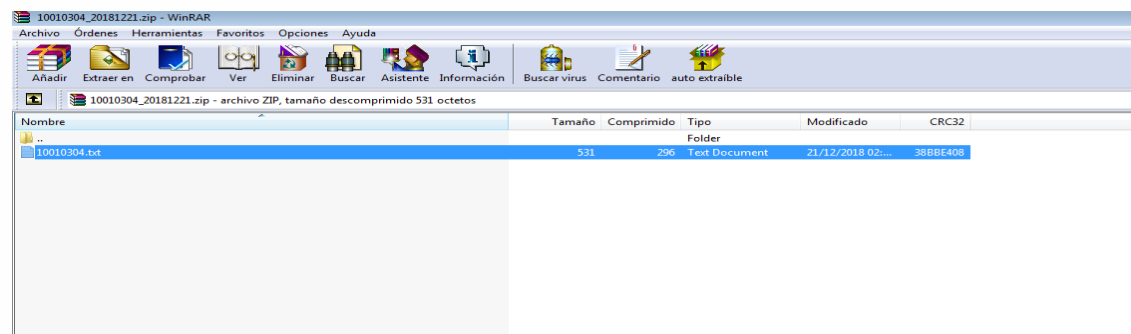 10010304_20181221.zip - WinRAR
Archivo Órdenes Herramientas Favoritos Opciones Ayuda
Añadir Extraer en Comprobar Ver Eliminar Buscar Asistente Información Buscar virus Comentario auto extraíble
10010304_20181221.zip - archivo ZIP, tamaño descomprimido 531 octetos
Nombre Tamaño Comprimido Tipo Modificado CRC32
.. Folder
10010304.txt 531 296 Text Document 21/12/2018 02:... 38BBE408